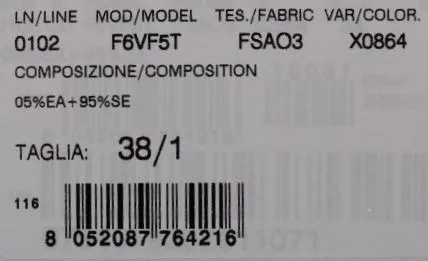 LN/LINE MOD/MODEL TES./FABRIC VAR/COLOR.
0102 F6VF5T FSAO3 X0864
COMPOSIZIONE/COMPOSITION
05%EA+95%SE
TAGLIA: 38/1
116
8 052087 764216